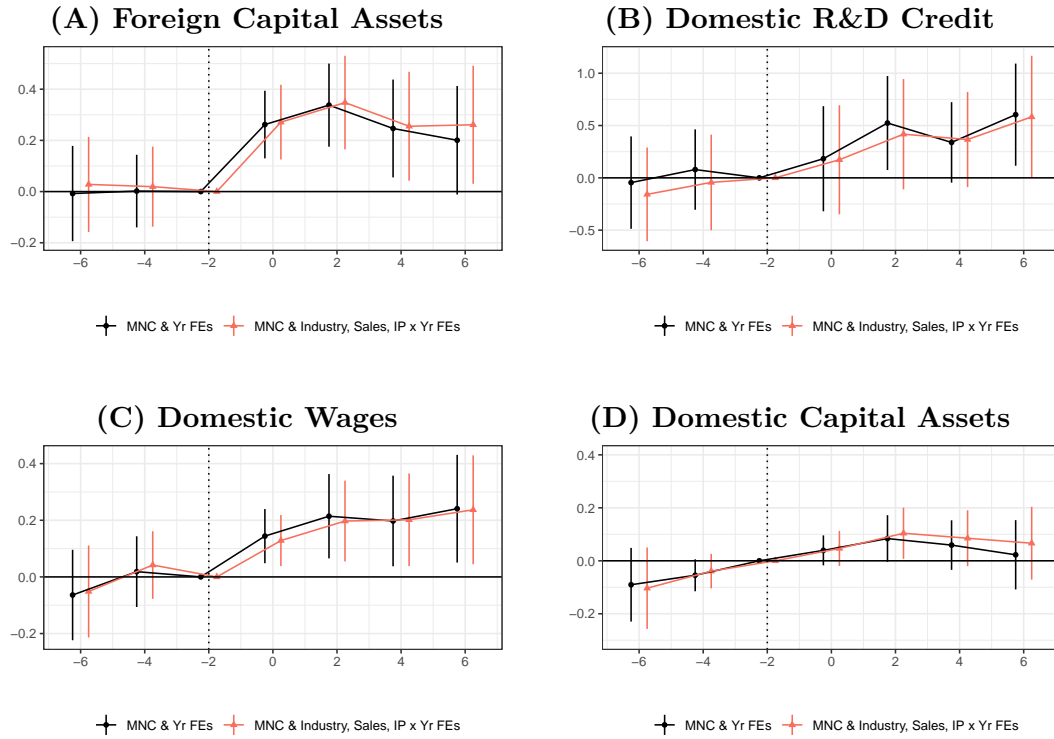 (A) Foreign Capital Assets
0.4
0.2
0.0
−0.2
−6 −4 −2 0 2 4 6
MNC & Yr FEs MNC & Industry, Sales, IP x Yr FEs
(B) Domestic R&D Credit
1.0
0.5
0.0
−0.5
−6 −4 −2 0 2 4 6
MNC & Yr FEs MNC & Industry, Sales, IP x Yr FEs
(C) Domestic Wages
0.4
0.2
0.0
−0.2
−6 −4 −2 0 2 4 6
MNC & Yr FEs MNC & Industry, Sales, IP x Yr FEs
(D) Domestic Capital Assets
0.4
0.2
0.0
−0.2
−6 −4 −2 0 2 4 6
MNC & Yr FEs MNC & Industry, Sales, IP x Yr FEs